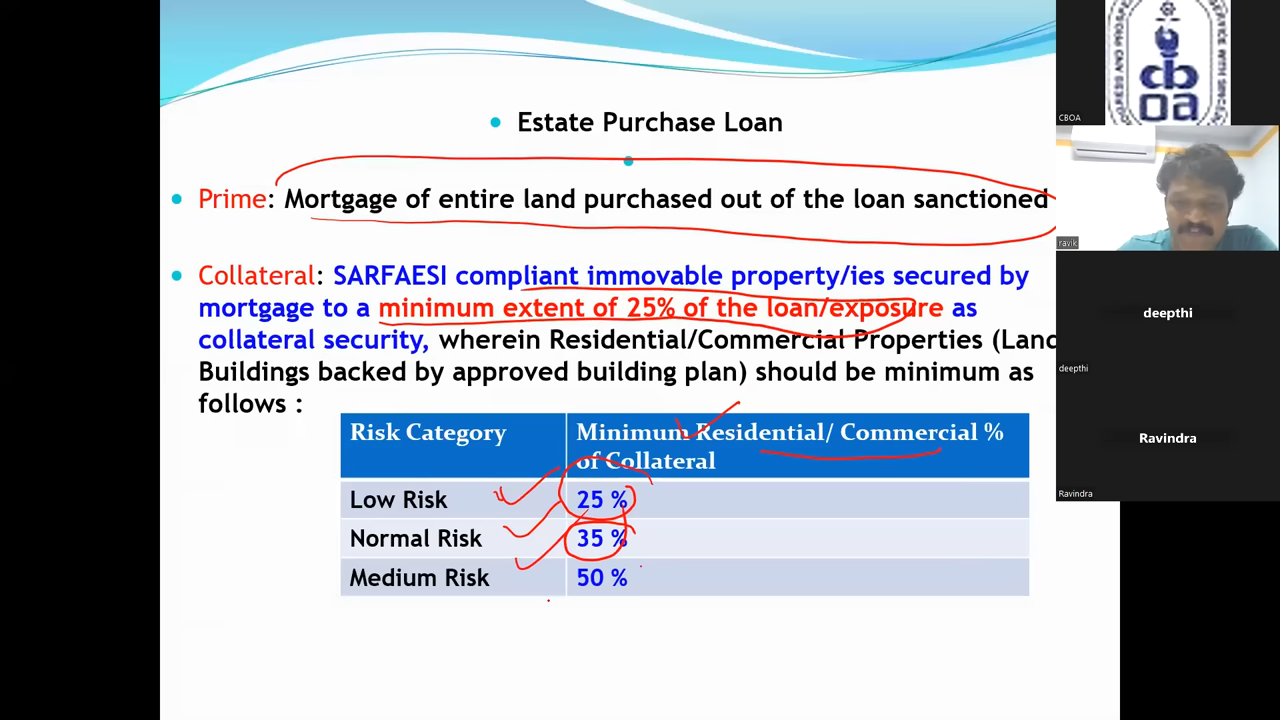 Estate Purchase Loan
Prime: Mortgage of entire land purchased out of the loan sanctioned
Collateral: SARFAESI compliant immovable property/ies secured by
mortgage to a minimum extent of 25% of the loan/exposure as
collateral security, wherein Residential/Commercial Properties (Land
Buildings backed by approved building plan) should be minimum as
follows :
Risk Category
Minimum Residential/ Commercial %
of Collateral
Low Risk
25 %
Normal Risk
35 %
Medium Risk
50 %
cb
oa
CBOA
ravik
deepthi
deepthi
Ravindra
Ravindra